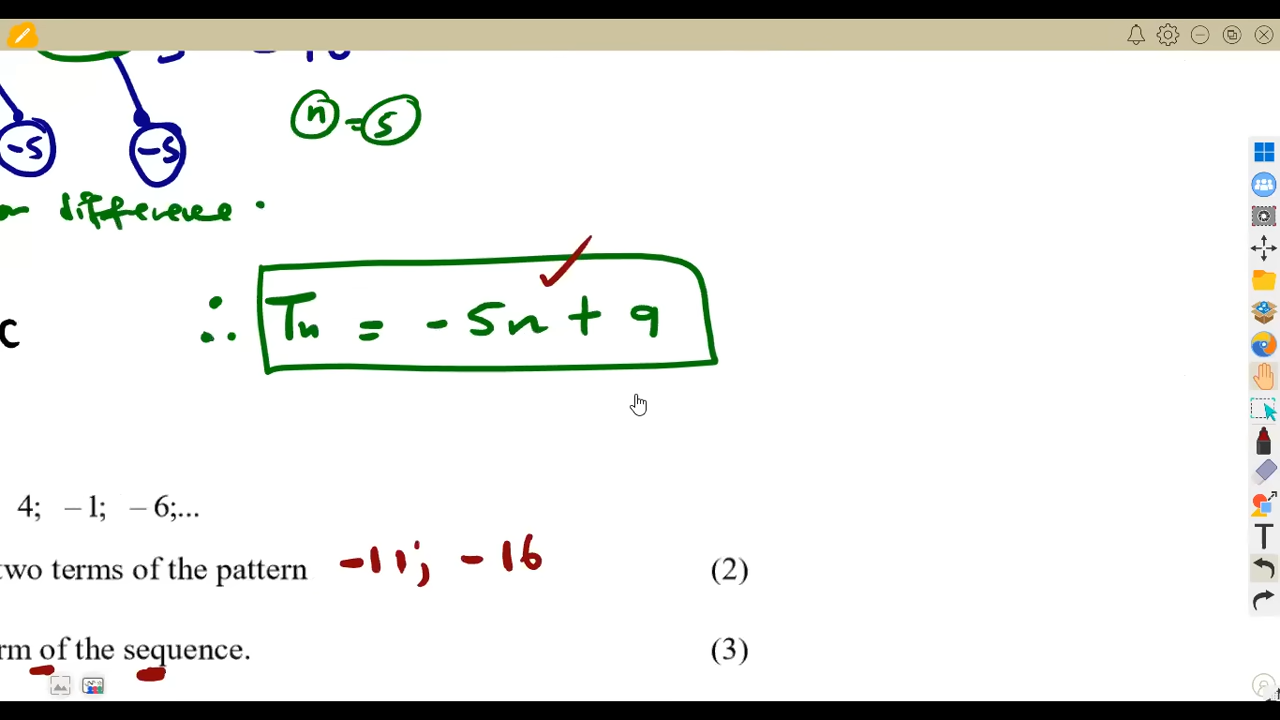 n = 5
-5 -5
difference .
∴ Tn = -5n + 9
c
4; – 1; – 6;...
two terms of the pattern -11; -16 (2)
rm of the sequence. (3)
T